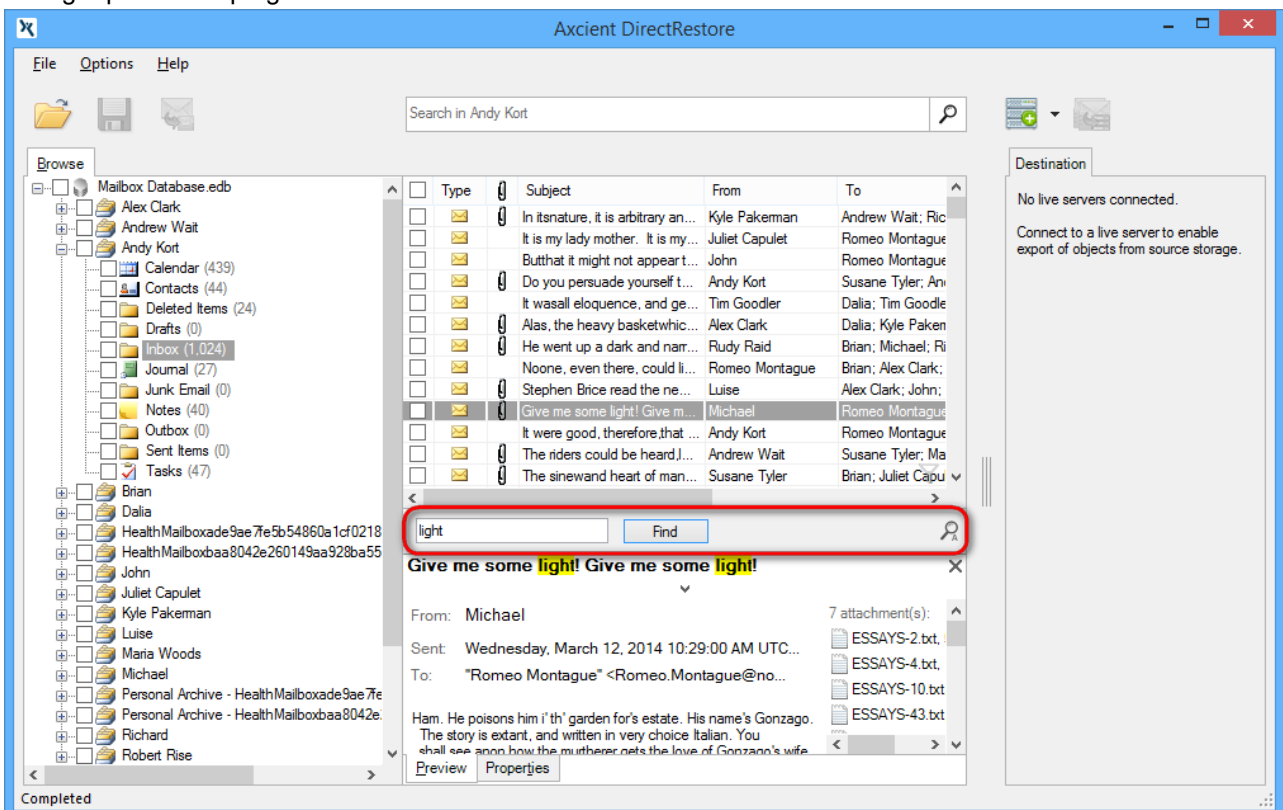 Axcient DirectRestore
File Options Help
Search in Andy Kort
Browse
Mailbox Database.edb
Alex Clark
Andrew Wait
Andy Kort
Calendar (439)
Contacts (44)
Deleted Items (24)
Drafts (0)
Inbox (1,024)
Journal (27)
Junk Email (0)
Notes (40)
Outbox (0)
Sent Items (0)
Tasks (47)
Brian
Dalia
HealthMailboxade9ae7fe5b54860a1cf0218
HealthMailboxbaa8042e260149aa928ba55
John
Juliet Capulet
Kyle Pakerman
Luise
Maria Woods
Michael
Personal Archive - HealthMailboxade9ae7fe
Personal Archive - HealthMailboxbaa8042e
Richard
Robert Rise
Type Subject From To
In itsnature, it is arbitrary an... Kyle Pakerman Andrew Wait; Ric
It is my lady mother. It is my... Juliet Capulet Romeo Montague
Butthat it might not appear t... John Romeo Montague
Do you persuade yourself t... Andy Kort Susane Tyler; An
It wasall eloquence, and ge... Tim Goodler Dalia; Tim Goodle
Alas, the heavy basketwhic... Alex Clark Dalia; Kyle Paker
He went up a dark and narr... Rudy Raid Brian; Michael; Ri
Noone, even there, could li... Romeo Montague Brian; Alex Clark;
Stephen Brice read the ne... Luise Alex Clark; John;
Give me some light! Give m... Michael Romeo Montague
It were good, therefore,that ... Andy Kort Romeo Montague
The riders could be heard,l... Andrew Wait Susane Tyler; Ma
The sinewand heart of man... Susane Tyler Brian; Juliet Capu
light Find
Give me some light! Give me some light!
From: Michael
Sent: Wednesday, March 12, 2014 10:29:00 AM UTC...
To: "Romeo Montague" <Romeo.Montague@no...
7 attachment(s):
ESSAYS-2.txt,
ESSAYS-4.txt,
ESSAYS-10.txt
ESSAYS-43.txt
Ham. He poisons him i' th' garden for's estate. His name's Gonzago.
The story is extant, and written in very choice Italian. You
shall see anon how the murtherer gets the love of Gonzago's wife
Preview Properties
Destination
No live servers connected.
Connect to a live server to enable
export of objects from source storage.
Completed